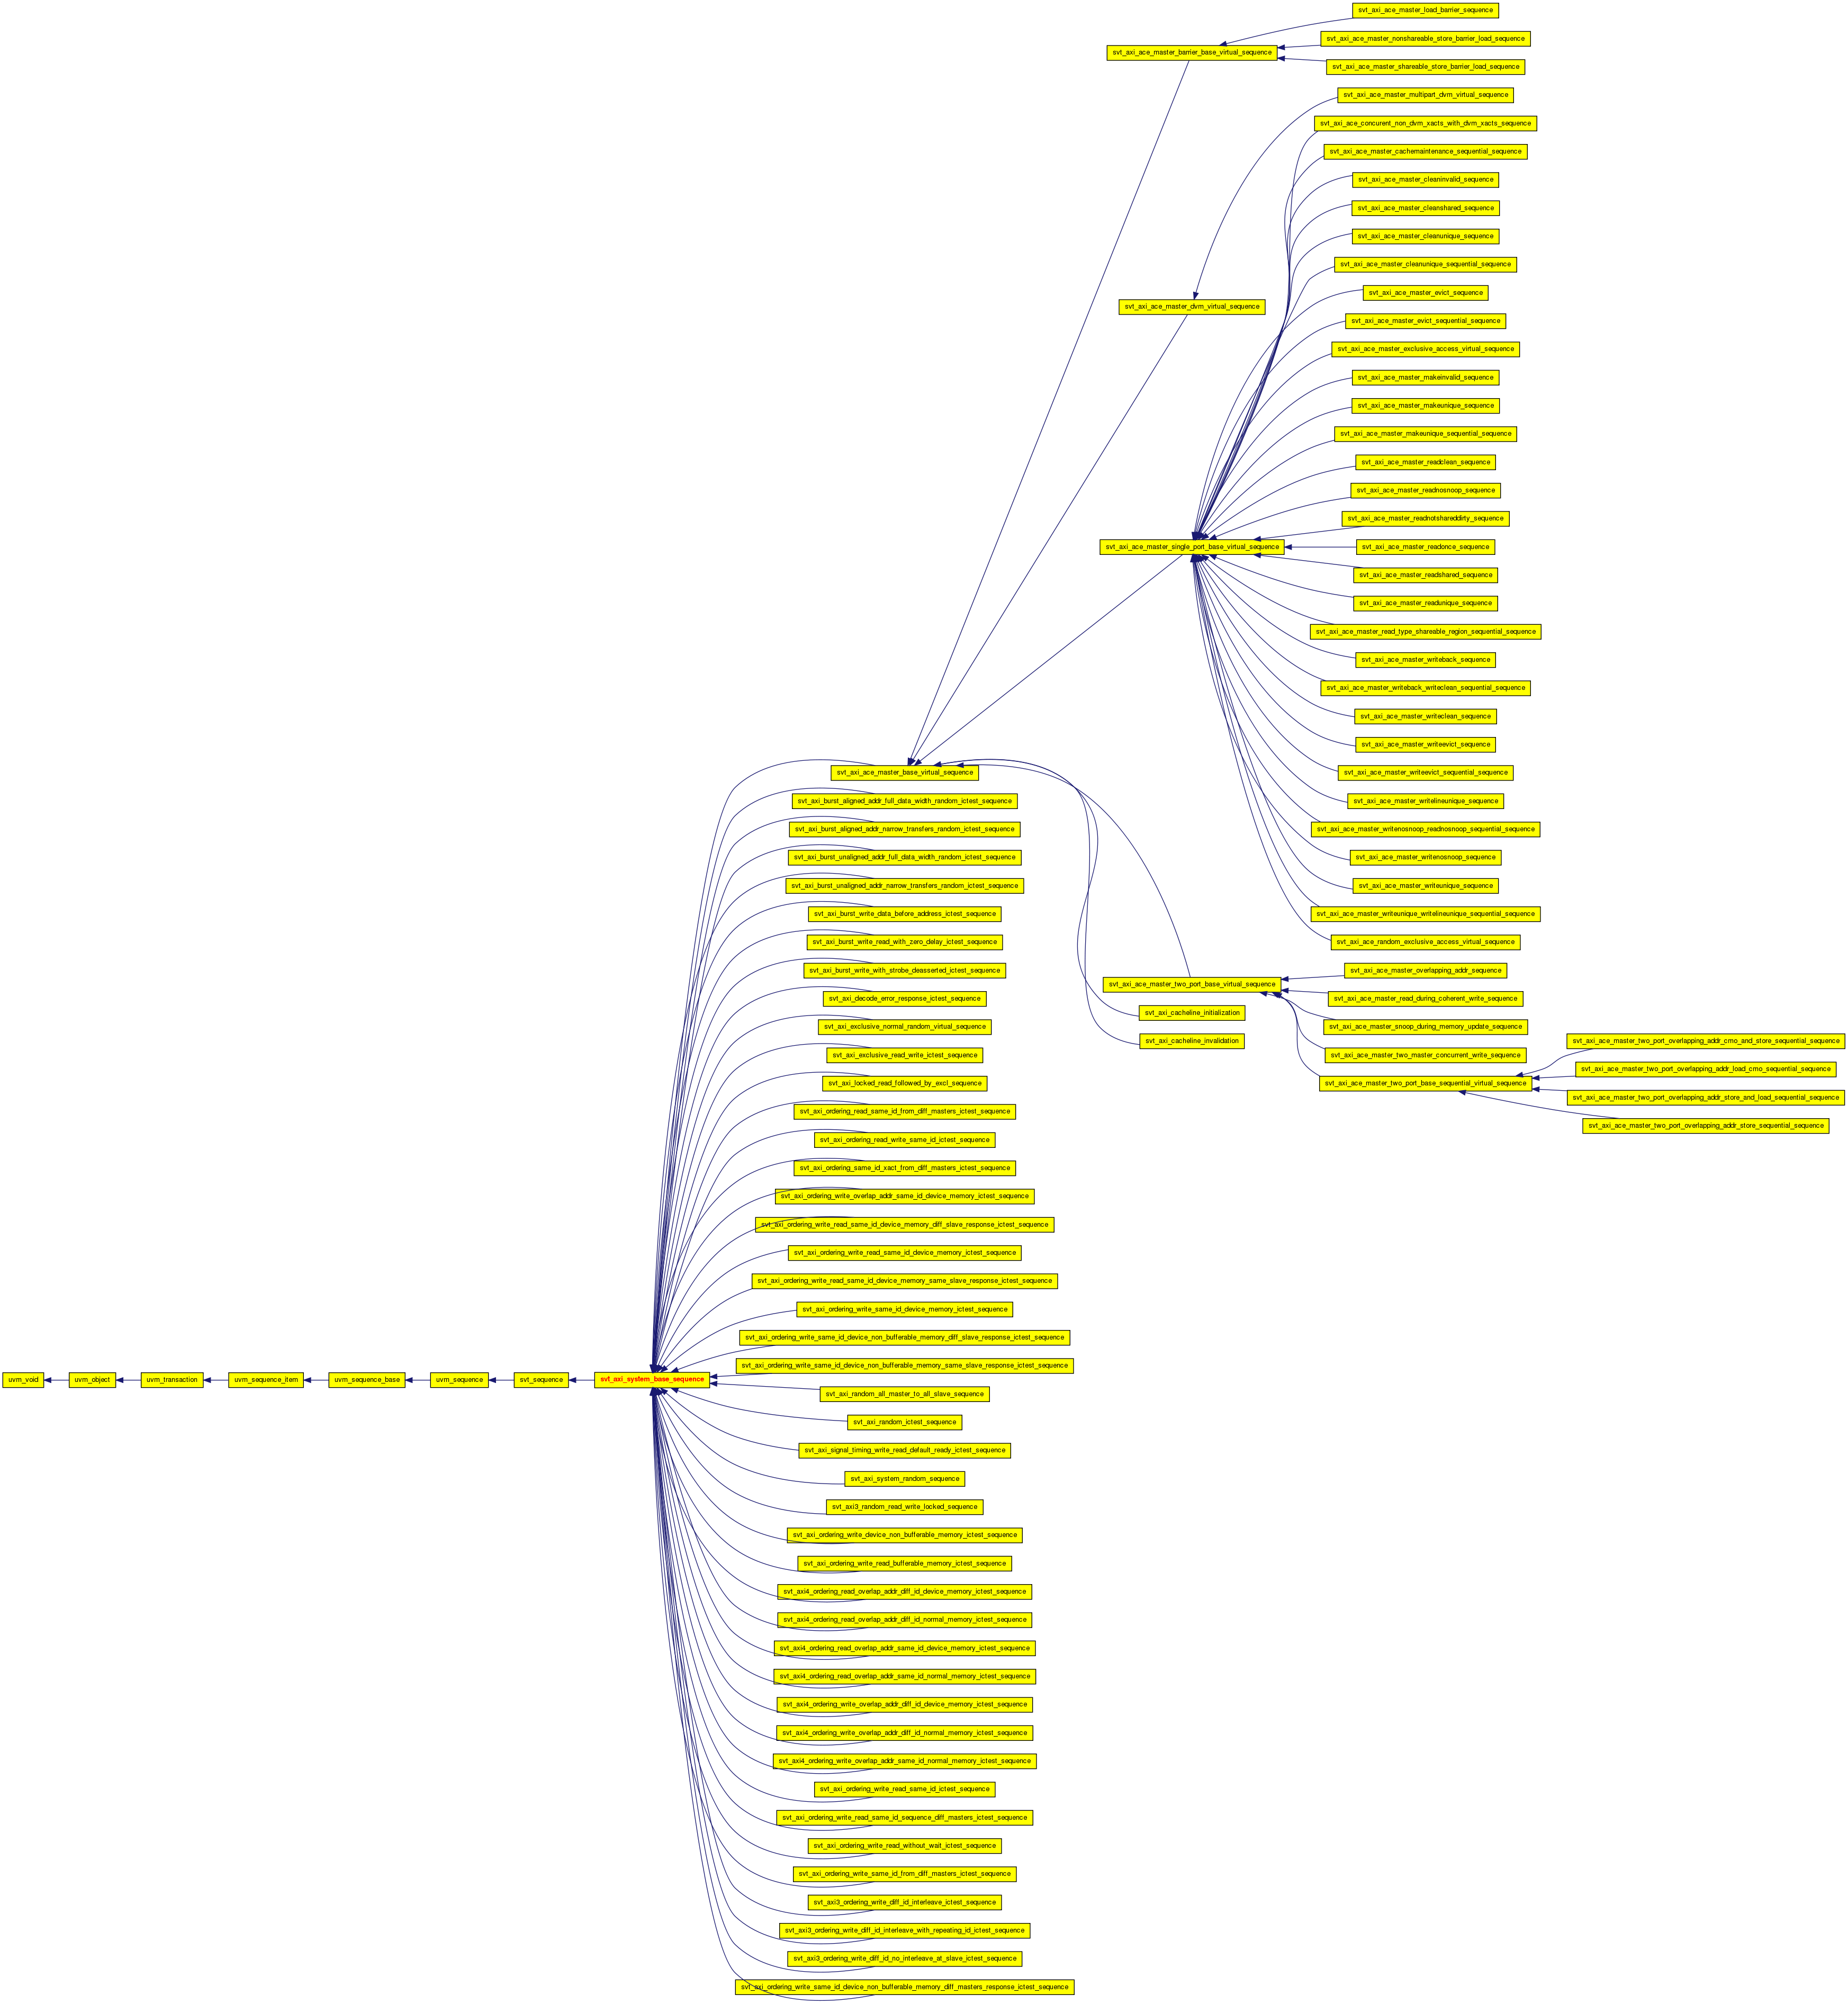 svt_axi_ace_master_load_barrier_sequence
svt_axi_ace_master_nonshareable_store_barrier_load_sequence
svt_axi_ace_master_barrier_base_virtual_sequence
svt_axi_ace_master_shareable_store_barrier_load_sequence
svt_axi_ace_master_multipart_dvm_virtual_sequence
svt_axi_ace_concurent_non_dvm_xacts_with_dvm_xacts_sequence
svt_axi_ace_master_cachemaintenance_sequential_sequence
svt_axi_ace_master_cleaninvalid_sequence
svt_axi_ace_master_cleanshared_sequence
svt_axi_ace_master_cleanunique_sequence
svt_axi_ace_master_cleanunique_sequential_sequence
svt_axi_ace_master_evict_sequence
svt_axi_ace_master_dvm_virtual_sequence
svt_axi_ace_master_evict_sequential_sequence
svt_axi_ace_master_exclusive_access_virtual_sequence
svt_axi_ace_master_makeinvalid_sequence
svt_axi_ace_master_makeunique_sequence
svt_axi_ace_master_makeunique_sequential_sequence
svt_axi_ace_master_readclean_sequence
svt_axi_ace_master_readnosnoop_sequence
svt_axi_ace_master_readnotshareddirty_sequence
svt_axi_ace_master_single_port_base_virtual_sequence
svt_axi_ace_master_readonce_sequence
svt_axi_ace_master_readshared_sequence
svt_axi_ace_master_readunique_sequence
svt_axi_ace_master_read_type_shareable_region_sequential_sequence
svt_axi_ace_master_writeback_sequence
svt_axi_ace_master_writeback_writeclean_sequential_sequence
svt_axi_ace_master_writeclean_sequence
svt_axi_ace_master_writeevict_sequence
svt_axi_ace_master_base_virtual_sequence
svt_axi_ace_master_writeevict_sequential_sequence
svt_axi_burst_aligned_addr_full_data_width_random_ictest_sequence
svt_axi_ace_master_writelineunique_sequence
svt_axi_burst_aligned_addr_narrow_transfers_random_ictest_sequence
svt_axi_ace_master_writenosnoop_readnosnoop_sequential_sequence
svt_axi_burst_unaligned_addr_full_data_width_random_ictest_sequence
svt_axi_ace_master_writenosnoop_sequence
svt_axi_burst_unaligned_addr_narrow_transfers_random_ictest_sequence
svt_axi_ace_master_writeunique_sequence
svt_axi_burst_write_data_before_address_ictest_sequence
svt_axi_ace_master_writeunique_writelineunique_sequential_sequence
svt_axi_burst_write_read_with_zero_delay_ictest_sequence
svt_axi_ace_random_exclusive_access_virtual_sequence
svt_axi_burst_write_with_strobe_deasserted_ictest_sequence
svt_axi_ace_master_overlapping_addr_sequence
svt_axi_ace_master_two_port_base_virtual_sequence
svt_axi_decode_error_response_ictest_sequence
svt_axi_ace_master_read_during_coherent_write_sequence
svt_axi_cacheline_initialization
svt_axi_exclusive_normal_random_virtual_sequence
svt_axi_ace_master_snoop_during_memory_update_sequence
svt_axi_cacheline_invalidation
svt_axi_ace_master_two_port_overlapping_addr_cmo_and_store_sequential_sequence
svt_axi_exclusive_read_write_ictest_sequence
svt_axi_ace_master_two_master_concurrent_write_sequence
svt_axi_ace_master_two_port_overlapping_addr_load_cmo_sequential_sequence
svt_axi_locked_read_followed_by_excl_sequence
svt_axi_ace_master_two_port_base_sequential_virtual_sequence
svt_axi_ace_master_two_port_overlapping_addr_store_and_load_sequential_sequence
svt_axi_ordering_read_same_id_from_diff_masters_ictest_sequence
svt_axi_ace_master_two_port_overlapping_addr_store_sequential_sequence
svt_axi_ordering_read_write_same_id_ictest_sequence
svt_axi_ordering_same_id_xact_from_diff_masters_ictest_sequence
svt_axi_ordering_write_overlap_addr_same_id_device_memory_ictest_sequence
svt_axi_ordering_write_read_same_id_device_memory_diff_slave_response_ictest_sequence
svt_axi_ordering_write_read_same_id_device_memory_ictest_sequence
svt_axi_ordering_write_read_same_id_device_memory_same_slave_response_ictest_sequence
svt_axi_ordering_write_same_id_device_memory_ictest_sequence
svt_axi_ordering_write_same_id_device_non_bufferable_memory_diff_slave_response_ictest_sequence
svt_axi_ordering_write_same_id_device_non_bufferable_memory_same_slave_response_ictest_sequence
uvm_void
uvm_object
uvm_transaction
uvm_sequence_item
uvm_sequence_base
uvm_sequence
svt_sequence
svt_axi_system_base_sequence
svt_axi_random_all_master_to_all_slave_sequence
svt_axi_random_ictest_sequence
svt_axi_signal_timing_write_read_default_ready_ictest_sequence
svt_axi_system_random_sequence
svt_axi3_random_read_write_locked_sequence
svt_axi_ordering_write_device_non_bufferable_memory_ictest_sequence
svt_axi_ordering_write_read_bufferable_memory_ictest_sequence
svt_axi4_ordering_read_overlap_addr_diff_id_device_memory_ictest_sequence
svt_axi4_ordering_read_overlap_addr_diff_id_normal_memory_ictest_sequence
svt_axi4_ordering_read_overlap_addr_same_id_device_memory_ictest_sequence
svt_axi4_ordering_read_overlap_addr_same_id_normal_memory_ictest_sequence
svt_axi4_ordering_write_overlap_addr_diff_id_device_memory_ictest_sequence
svt_axi4_ordering_write_overlap_addr_diff_id_normal_memory_ictest_sequence
svt_axi4_ordering_write_overlap_addr_same_id_normal_memory_ictest_sequence
svt_axi_ordering_write_read_same_id_ictest_sequence
svt_axi_ordering_write_read_same_id_sequence_diff_masters_ictest_sequence
svt_axi_ordering_write_read_without_wait_ictest_sequence
svt_axi_ordering_write_same_id_from_diff_masters_ictest_sequence
svt_axi3_ordering_write_diff_id_interleave_ictest_sequence
svt_axi3_ordering_write_diff_id_interleave_with_repeating_id_ictest_sequence
svt_axi3_ordering_write_diff_id_no_interleave_at_slave_ictest_sequence
svt_axi_ordering_write_same_id_device_non_bufferable_memory_diff_masters_response_ictest_sequence